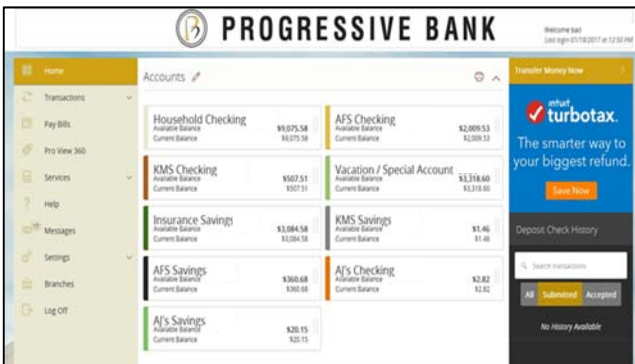 B PROGRESSIVE BANK
Welcome bad
Last login 01/18/2017 at 12:50 PM
Home
Transactions
Pay Bills
Pro View 360
Services
Help
Messages
Settings
Branches
Log Off
Accounts
Household Checking
Available Balance $9,075.58
Current Balance $9,075.58
AFS Checking
Available Balance $2,009.53
Current Balance $2,009.53
KMS Checking
Available Balance $507.51
Current Balance $507.51
Vacation / Special Account
Available Balance $3,318.60
Current Balance $3,318.60
Insurance Savings
Available Balance $3,084.58
Current Balance $3,084.58
KMS Savings
Available Balance $1.46
Current Balance $1.46
AFS Savings
Available Balance $360.68
Current Balance $360.68
AJ's Checking
Available Balance $2.82
Current Balance $2.82
AJ's Savings
Available Balance $20.15
Current Balance $20.15
Transfer Money Now
intuit
turbotax.
The smarter way to
your biggest refund.
Save Now
Deposit Check History
Search transactions
All Submitted Accepted
No History Available